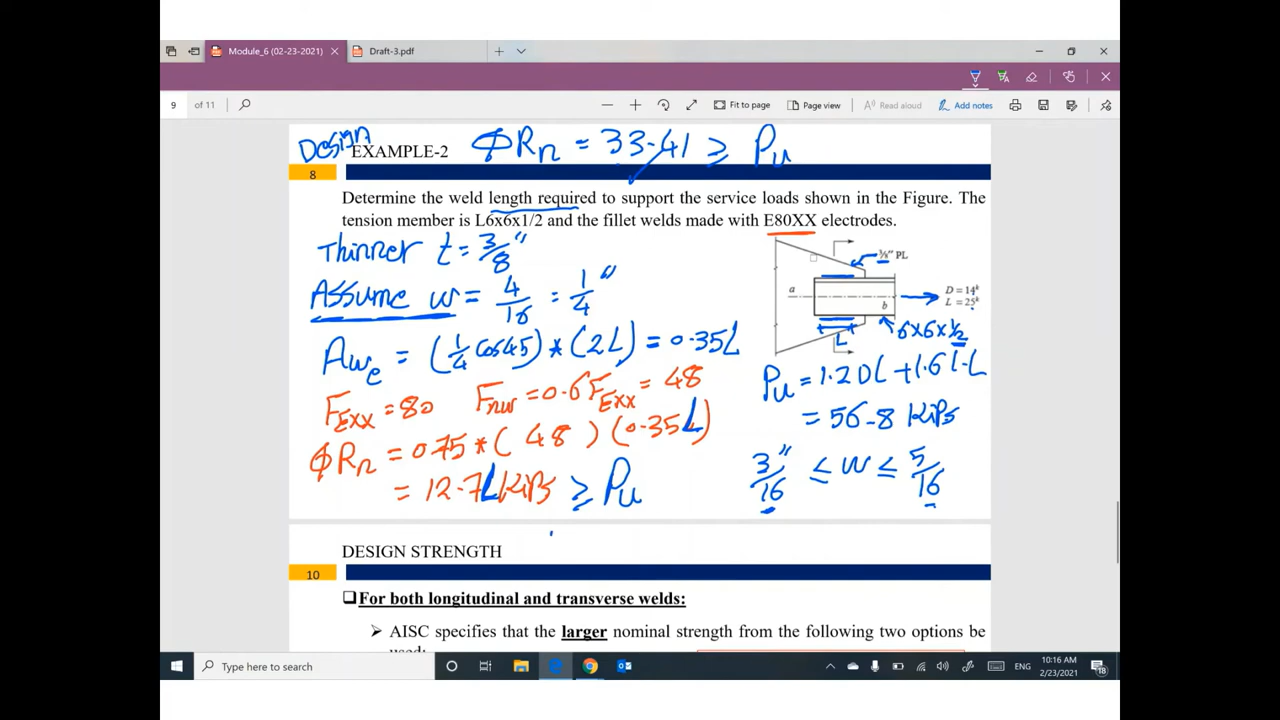 Module_6 (02-23-2021)
Draft-3.pdf
9 of 11
Fit to page
Page view
Read aloud
Add notes
Design
EXAMPLE-2
ΦRn = 33.41 ≥ Pu
8
Determine the weld length required to support the service loads shown in the Figure. The
tension member is L6x6x1/2 and the fillet welds made with E80XX electrodes.
Thinner t = 3/8"
Assume w = 4/16 = 1/4"
Awe = (1/4 cos45) * (2L) = 0.35L
FEXX = 80
Fnw = 0.6FEXX = 48
ΦRn = 0.75 * ( 48 ) (0.35L)
= 12.7L Kips ≥ Pu
3/8" PL
a
b
D = 14k
L = 25k
L
6x6x1/2
Pu = 1.2DL + 1.6L.L
= 56.8 Kips
3/16" ≤ w ≤ 5/16
DESIGN STRENGTH
10
❑For both longitudinal and transverse welds:
➤ AISC specifies that the larger nominal strength from the following two options be
used:
Type here to search
ENG
10:16 AM
2/23/2021
18